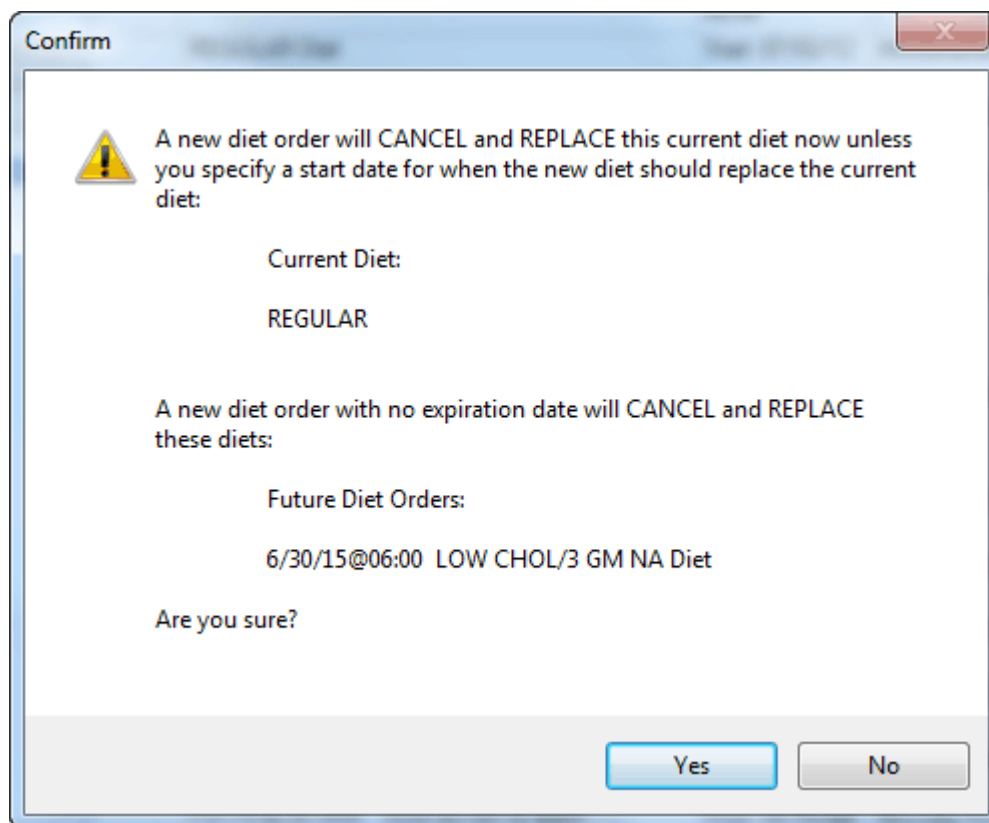 Confirm
A new diet order will CANCEL and REPLACE this current diet now unless
you specify a start date for when the new diet should replace the current
diet:
Current Diet:
REGULAR
A new diet order with no expiration date will CANCEL and REPLACE
these diets:
Future Diet Orders:
6/30/15@06:00  LOW CHOL/3 GM NA Diet
Are you sure?
Yes
No